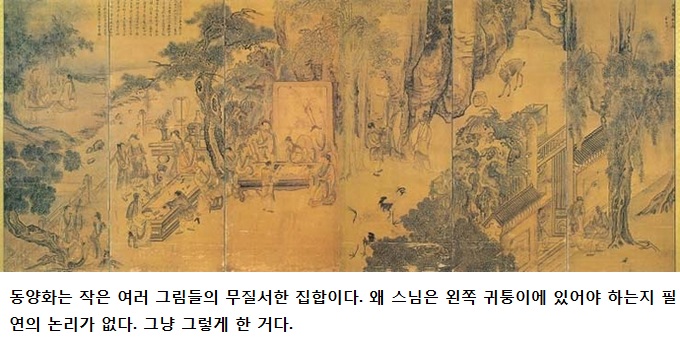 동양화는 작은 여러 그림들의 무질서한 집합이다. 왜 스님은 왼쪽 귀퉁이에 있어야 하는지 필
연의 논리가 없다. 그냥 그렇게 한 거다.